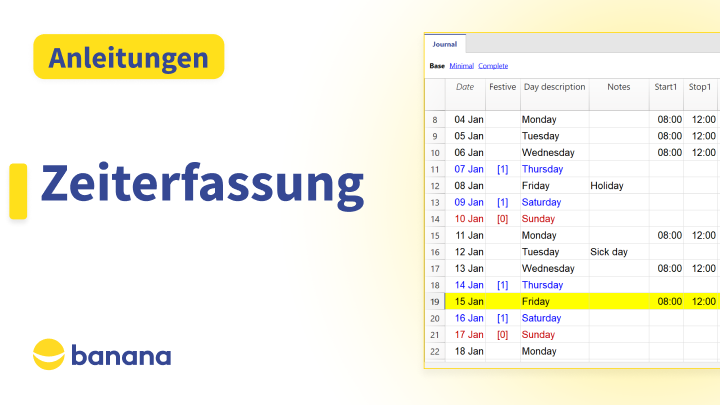 Anleitungen
Zeiterfassung
banana
Journal
Base Minimal Complete
Date Festive Day description Notes Start1 Stop1
8 04 Jan Monday 08:00 12:00
9 05 Jan Tuesday 08:00 12:00
10 06 Jan Wednesday 08:00 12:00
11 07 Jan [1] Thursday
12 08 Jan Friday Holiday
13 09 Jan [1] Saturday
14 10 Jan [0] Sunday
15 11 Jan Monday 08:00 12:00
16 12 Jan Tuesday Sick day
17 13 Jan Wednesday 08:00 12:00
18 14 Jan [1] Thursday
19 15 Jan Friday 08:00 12:00
20 16 Jan [1] Saturday
21 17 Jan [0] Sunday
22 18 Jan Monday